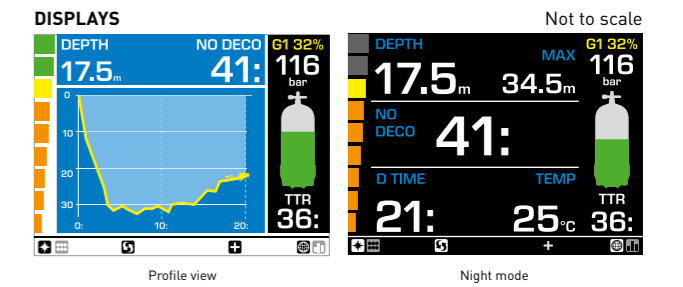 DISPLAYS
Not to scale
DEPTH NO DECO G1 32%
17.5m 41: 116
bar
0
10
20
30
0: 10: 20:
TTR
36:
Profile view
DEPTH MAX G1 32%
17.5m 34.5m 116
bar
NO
DECO 41:
D TIME TEMP TTR
21: 25°C 36:
Night mode